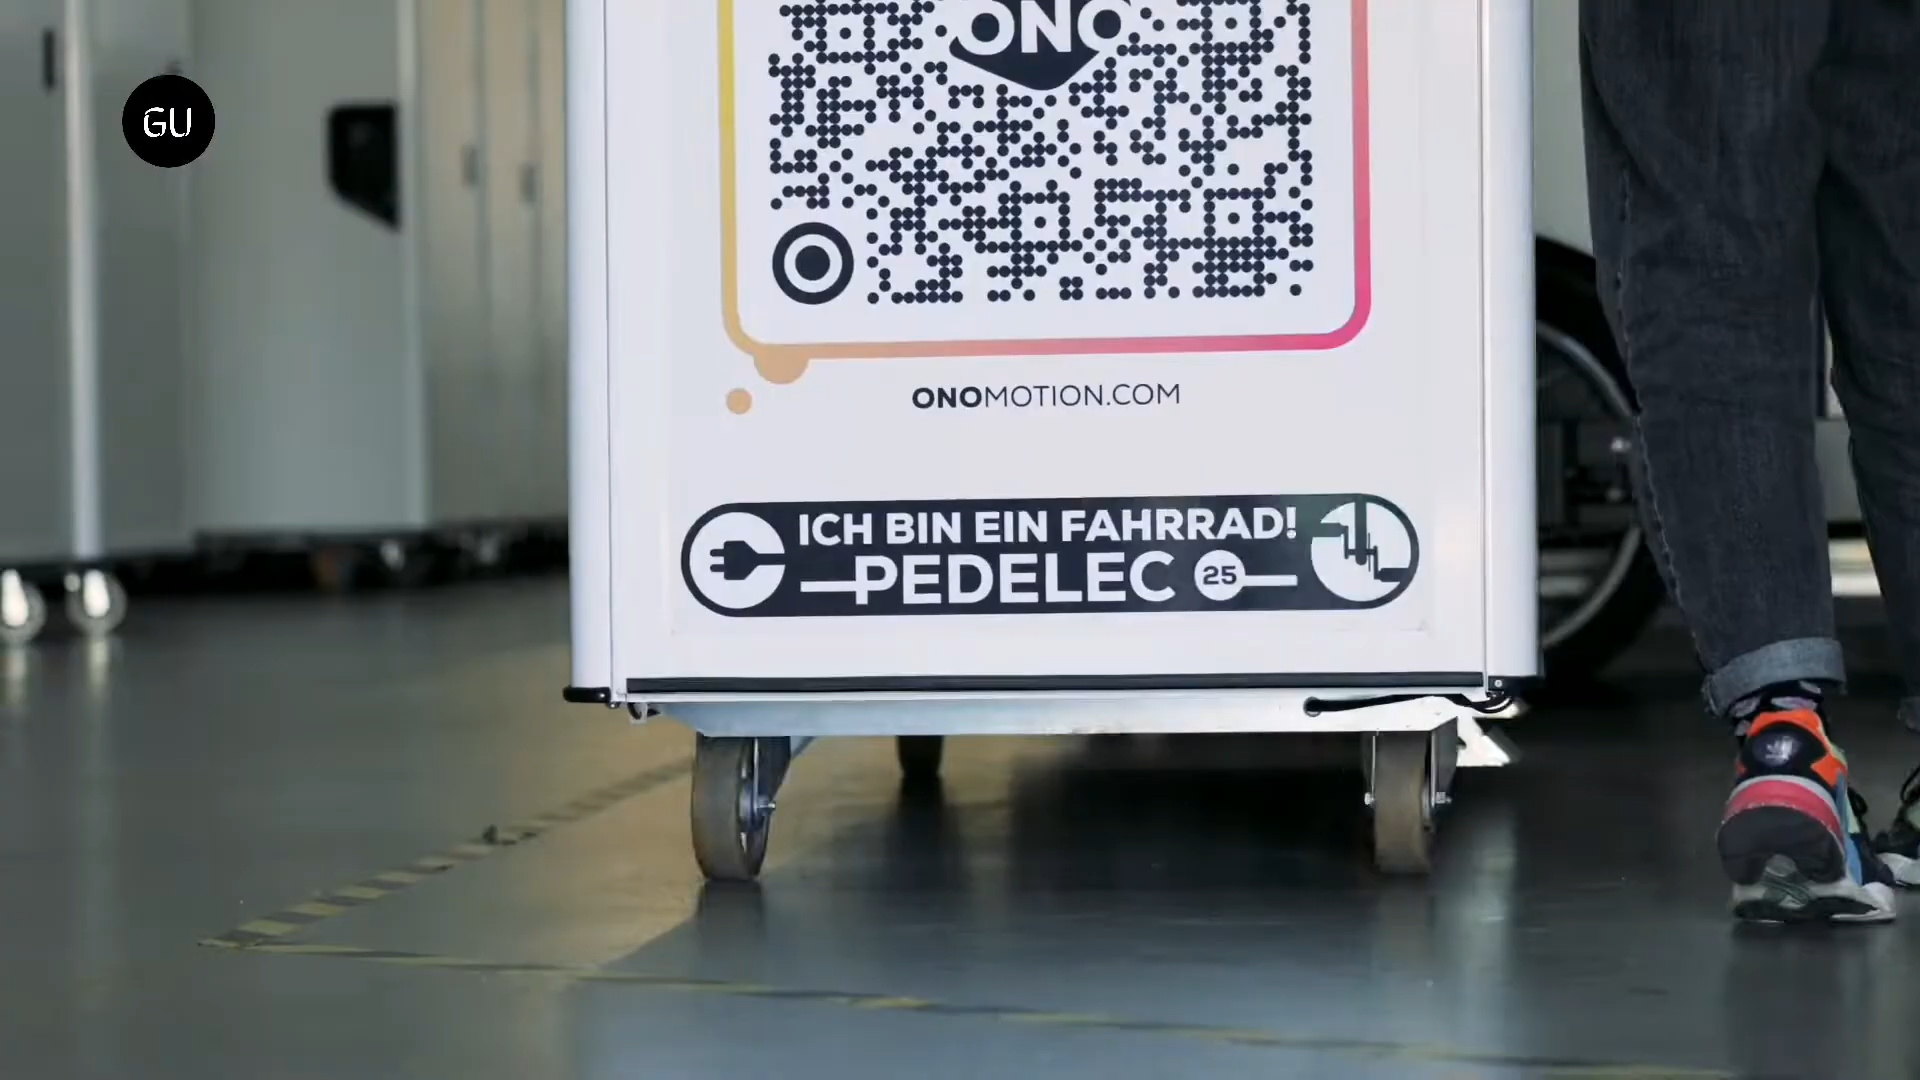 ONO
GU
ONOMOTION.COM
ICH BIN EIN FAHRRAD!
PEDELEC 25